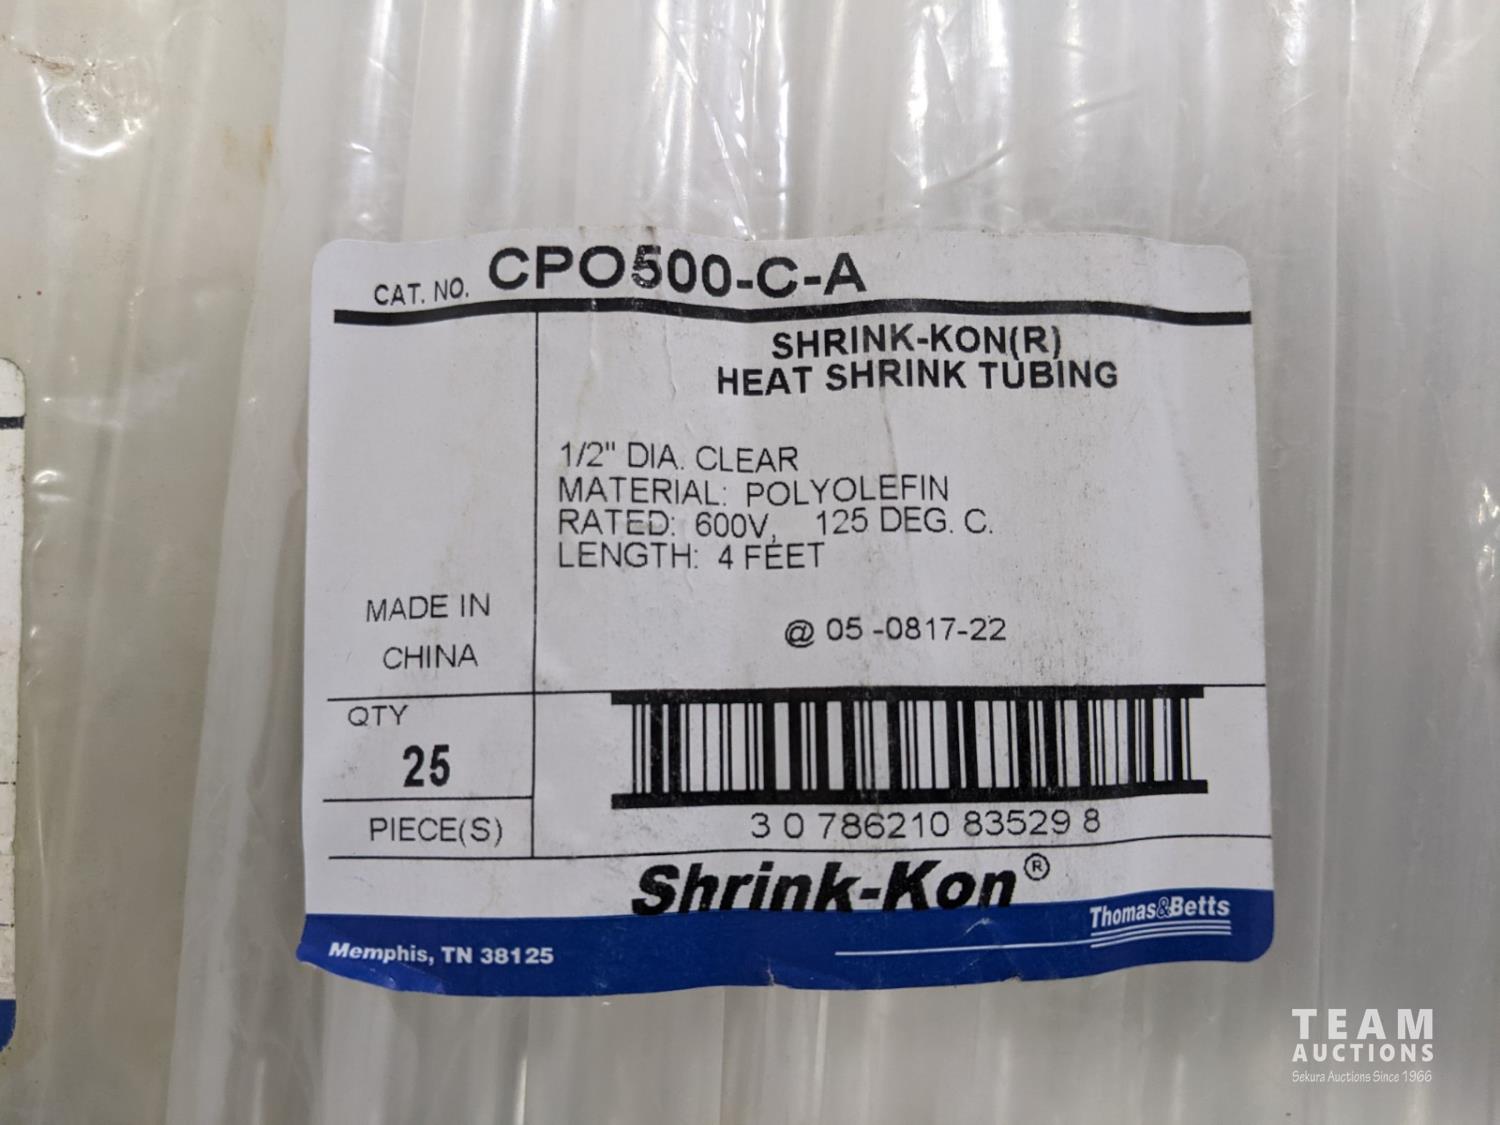 CAT. NO. CPO500-C-A
SHRINK-KON(R)
HEAT SHRINK TUBING
1/2" DIA. CLEAR
MATERIAL: POLYOLEFIN
RATED: 600V, 125 DEG. C.
LENGTH: 4 FEET
@ 05 -0817-22
MADE IN
CHINA
QTY
25
PIECE(S)
3 0 786210 83529 8
Shrink-Kon®
Thomas&Betts
Memphis, TN 38125
TEAM
AUCTIONS
Sekura Auctions Since 1966